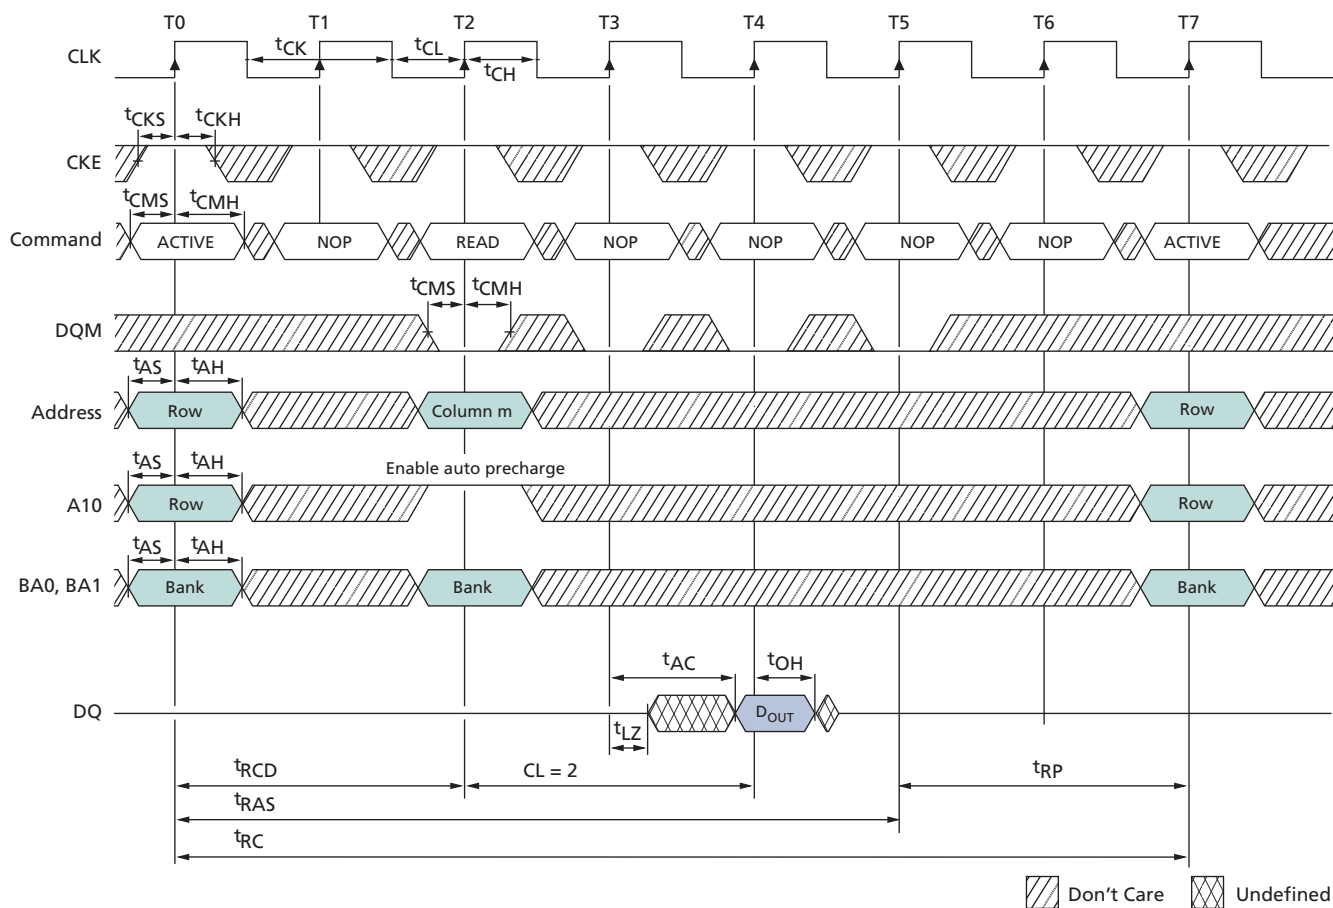 T0 T1 T2 T3 T4 T5 T6 T7
CLK tCK tCL tCH
tCKS tCKH
CKE
tCMS tCMH
Command ACTIVE NOP READ NOP NOP NOP NOP ACTIVE
tCMS tCMH
DQM
tAS tAH
Address Row Column m Row
tAS tAH Enable auto precharge
A10 Row Row
tAS tAH
BA0, BA1 Bank Bank Bank
tAC tOH
DQ DOUT
tLZ
tRCD CL = 2 tRP
tRAS
tRC
Don't Care Undefined